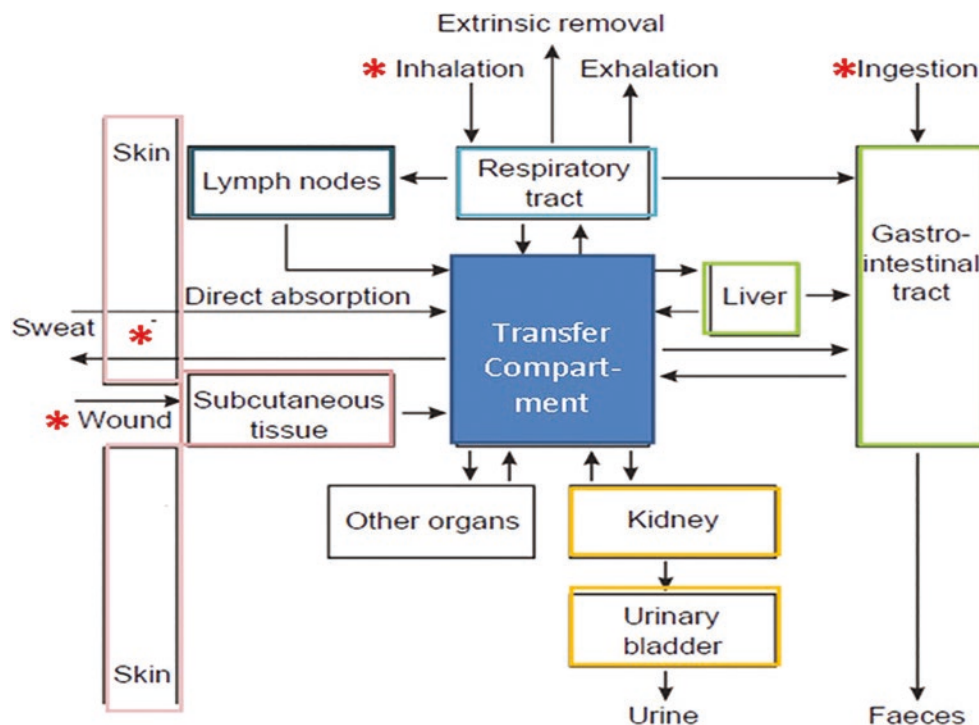 Extrinsic removal
* Inhalation
Exhalation
*Ingestion
Skin
Lymph nodes
Respiratory
tract
Gastro-
intestinal
tract
Direct absorption
Liver
Sweat
*
Transfer
Compart-
ment
* Wound
Subcutaneous
tissue
Other organs
Kidney
Urinary
bladder
Skin
Urine
Faeces